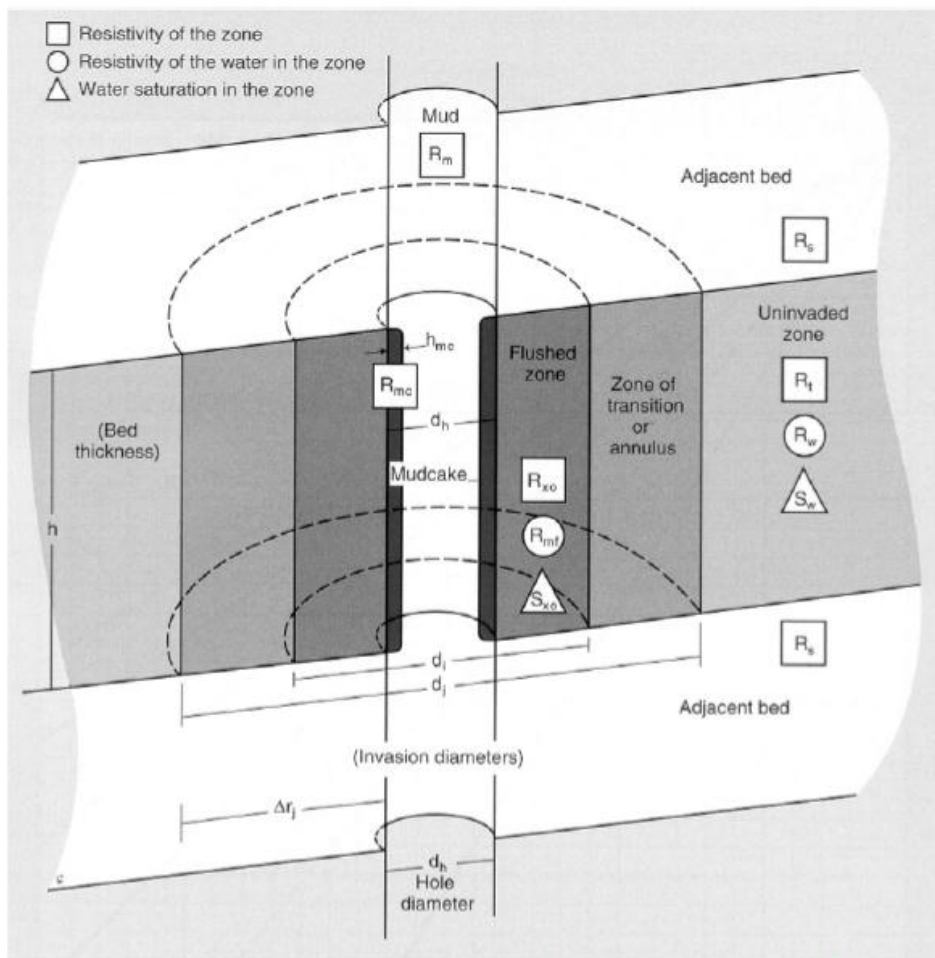 Resistivity of the zone
Resistivity of the water in the zone
Water saturation in the zone
Mud
Rm
Adjacent bed
Rs
Uninvaded
zone
hmc
Flushed
zone
Rmc
Rt
Zone of
transition
or
annulus
(Bed
thickness)
dh
Rw
Mudcake
Rxo
Sw
h
Rmf
Sxo
Rs
di
dj
Adjacent bed
(Invasion diameters)
Δrj
dh
Hole
diameter